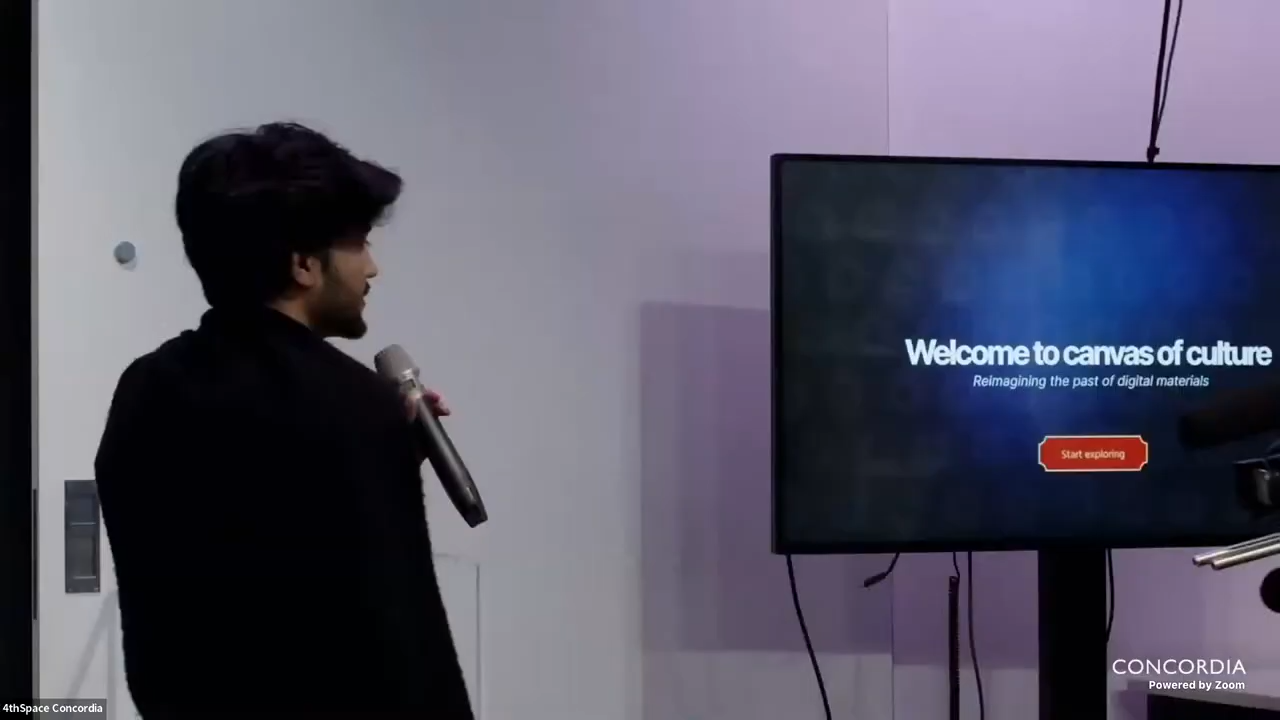 Welcome to canvas of culture
Reimagining the past of digital materials
Start exploring
CONCORDIA
Powered by Zoom
4thSpace Concordia